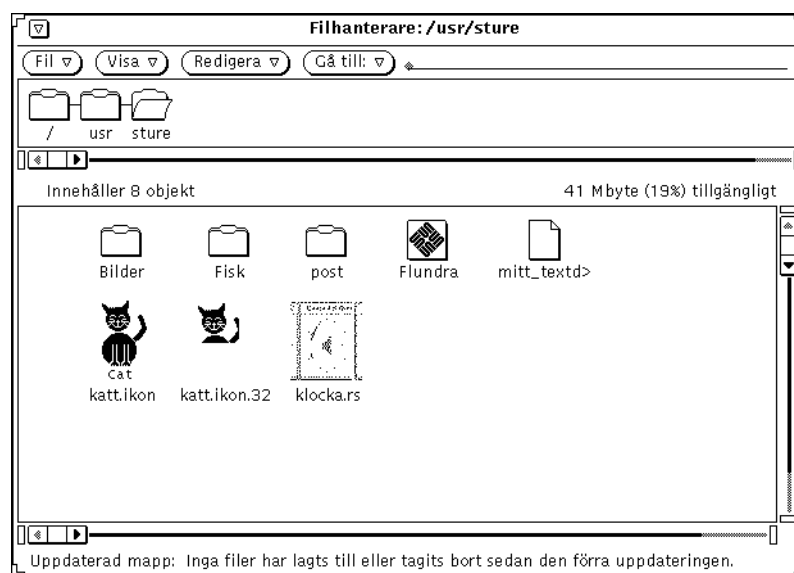 Filhanterare: /usr/sture
Fil Visa Redigera Gå till:
/ usr sture
Innehåller 8 objekt 41 Mbyte (19%) tillgängligt
Bilder Fisk post Flundra mitt_textd>
Cat
katt.ikon katt.ikon.32 klocka.rs
Uppdaterad mapp: Inga filer har lagts till eller tagits bort sedan den förra uppdateringen.